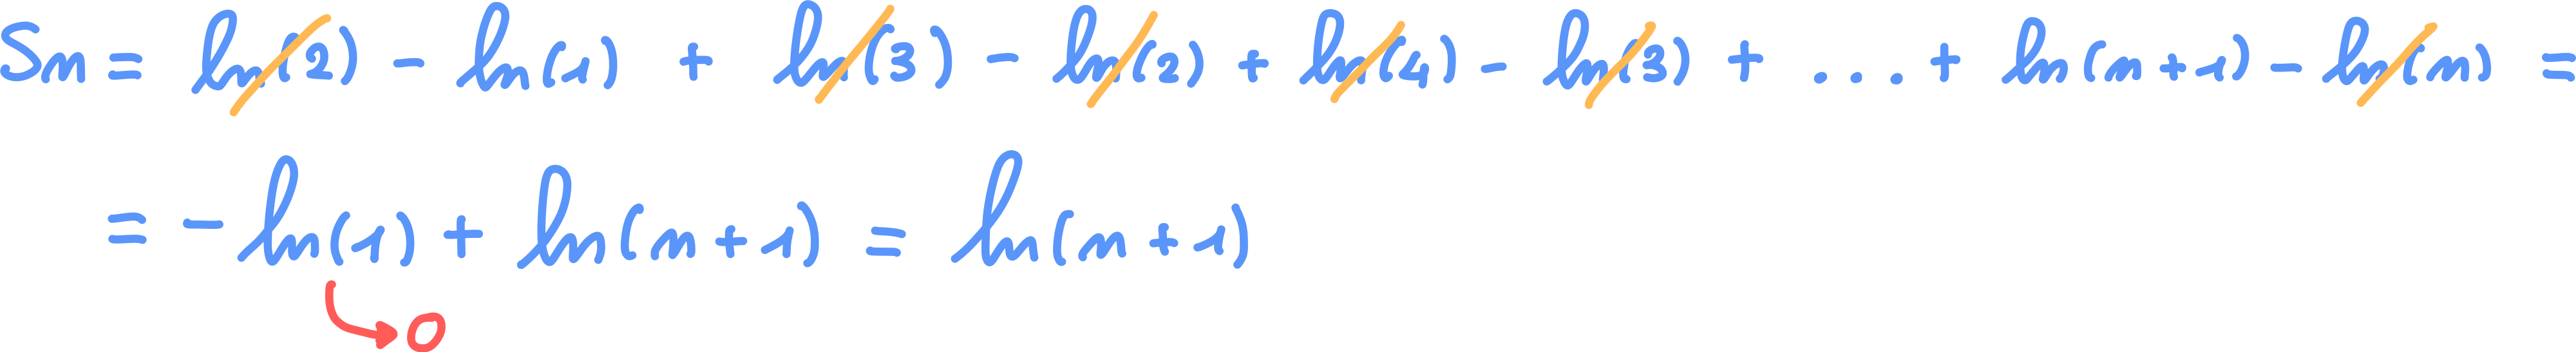 Sn = ln(2) - ln(1) + ln(3) - ln(2) + ln(4) - ln(3) + ... + ln(n+1) - ln(n) =
= - ln(1) + ln(n+1) = ln(n+1)
0